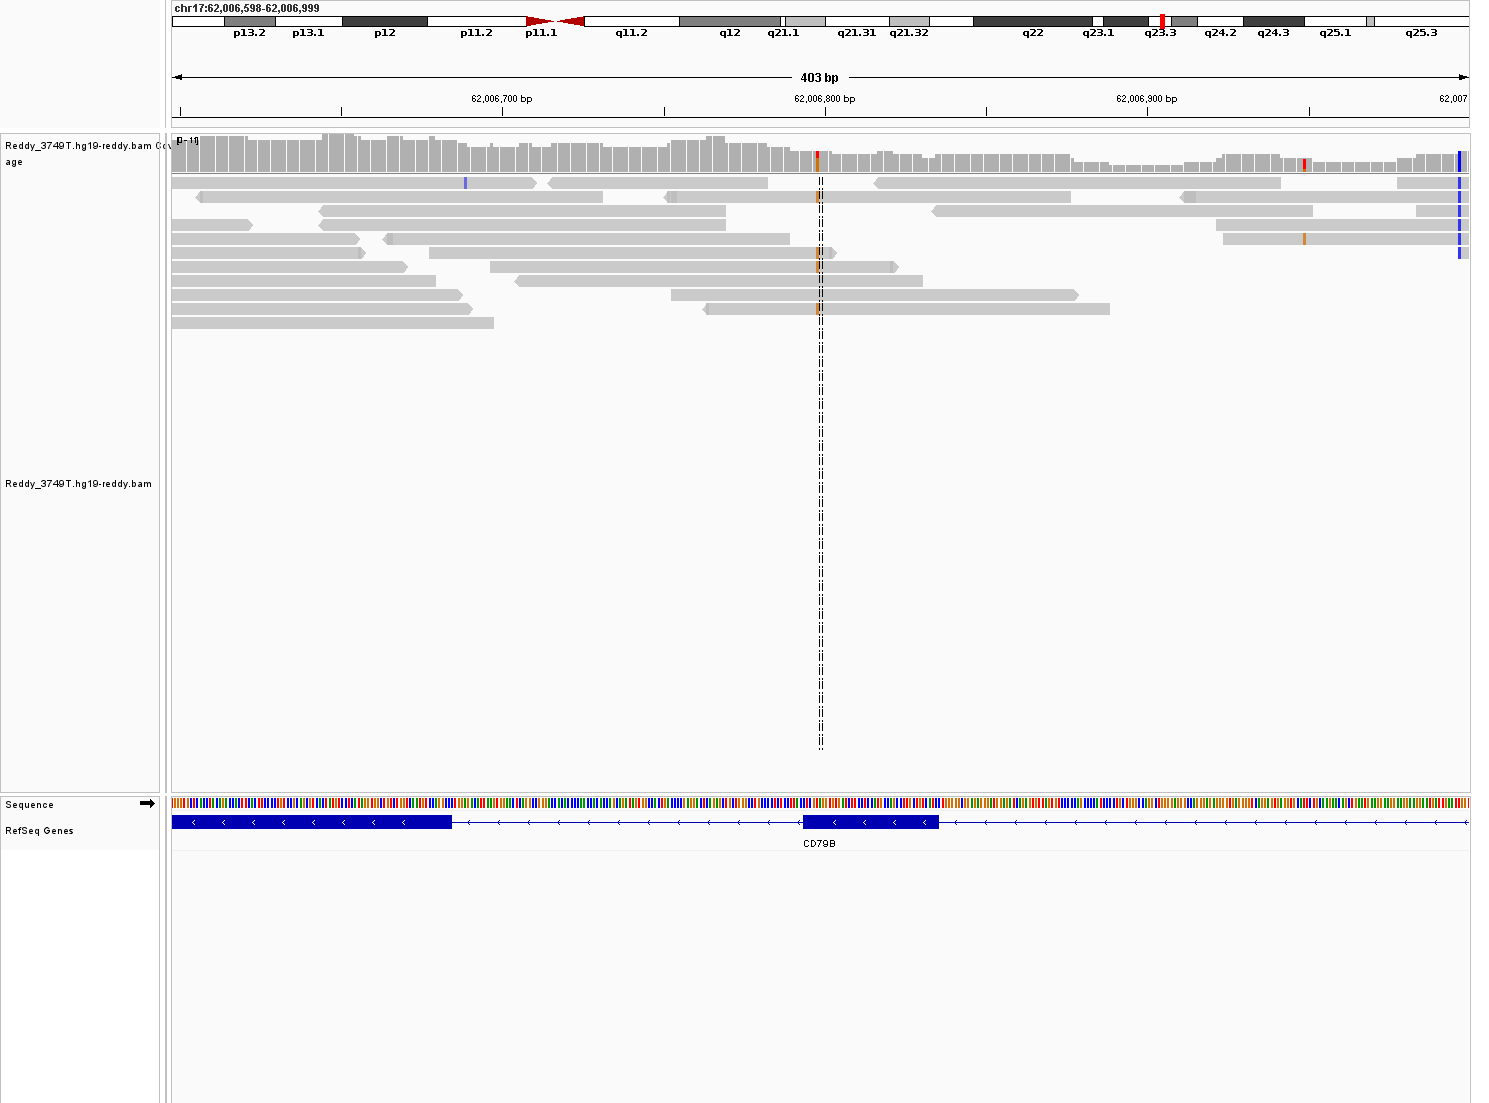 chr17:62,006,598-62,006,999
p13.2 p13.1 p12 p11.2 p11.1 q11.2 q12 q21.1 q21.31 q21.32 q22 q23.1 q23.3 q24.2 q24.3 q25.1 q25.3
403 bp
62,006,700 bp 62,006,800 bp 62,006,900 bp 62,007
Reddy_3749T.hg19-reddy.bam Cov
age
[0 - 11]
Reddy_3749T.hg19-reddy.bam
Sequence
RefSeq Genes
CD79B